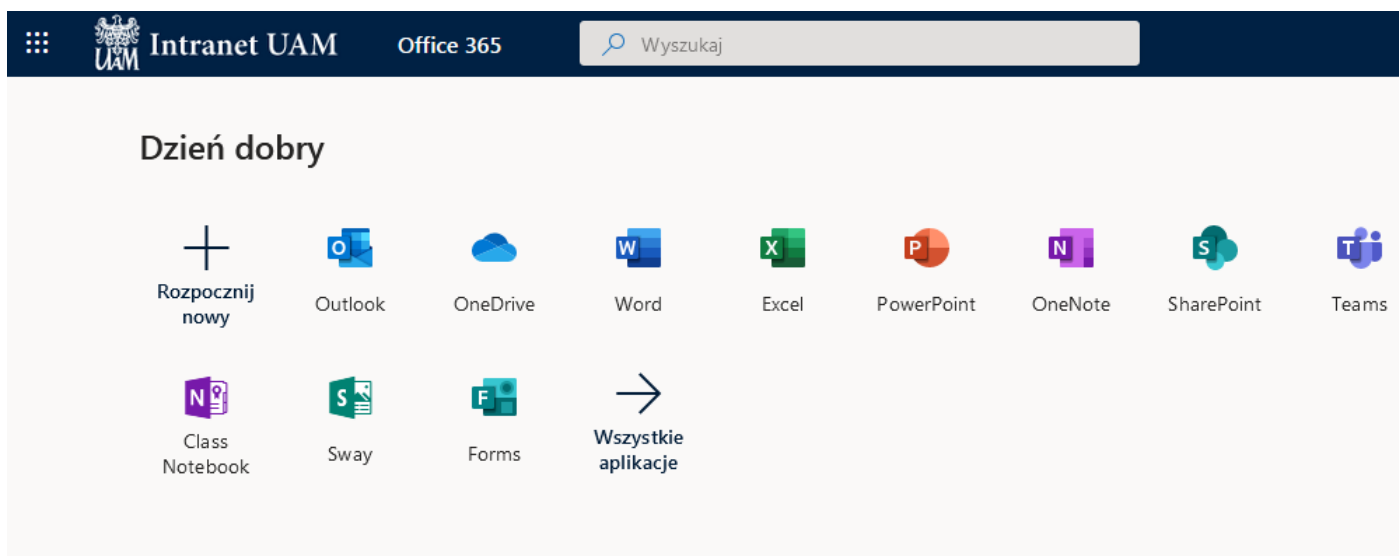 UAM Intranet UAM Office 365 Wyszukaj
Dzień dobry
Rozpocznij
nowy
O Outlook
OneDrive
W Word
X Excel
P PowerPoint
N OneNote
S SharePoint
T Teams
N Class
Notebook
S Sway
F Forms
Wszystkie
aplikacje